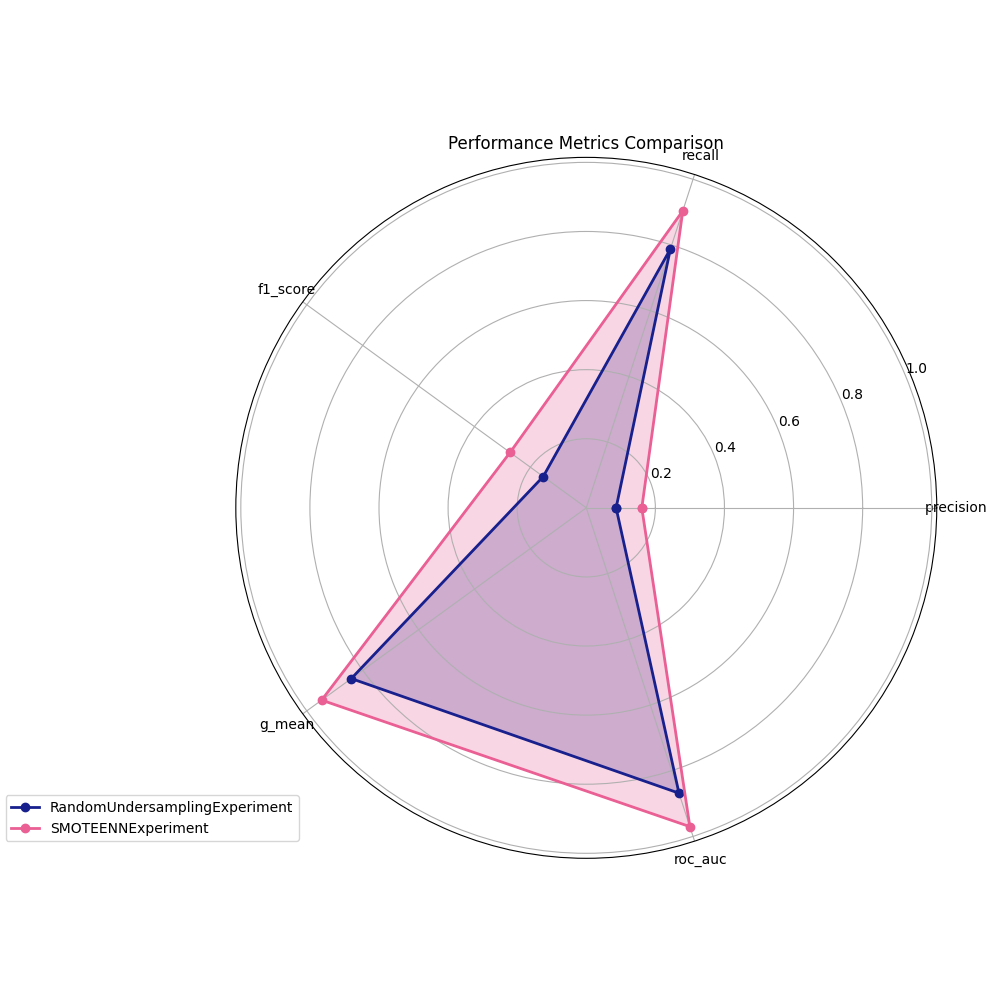 Performance Metrics Comparison
recall
f1_score
1.0
0.8
0.6
0.4
0.2
precision
g_mean
RandomUndersamplingExperiment
SMOTEENNExperiment
roc_auc